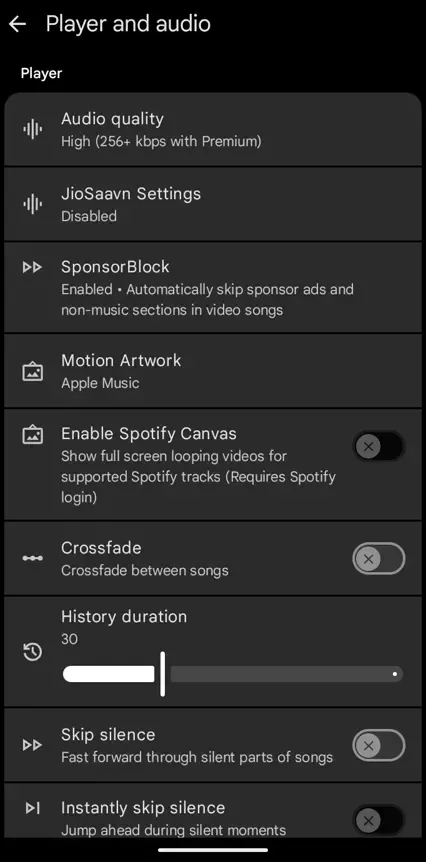 Player and audio
Player
Audio quality
High (256+ kbps with Premium)
JioSaavn Settings
Disabled
SponsorBlock
Enabled • Automatically skip sponsor ads and
non-music sections in video songs
Motion Artwork
Apple Music
Enable Spotify Canvas
Show full screen looping videos for
supported Spotify tracks (Requires Spotify
login)
Crossfade
Crossfade between songs
History duration
30
Skip silence
Fast forward through silent parts of songs
Instantly skip silence
Jump ahead during silent moments